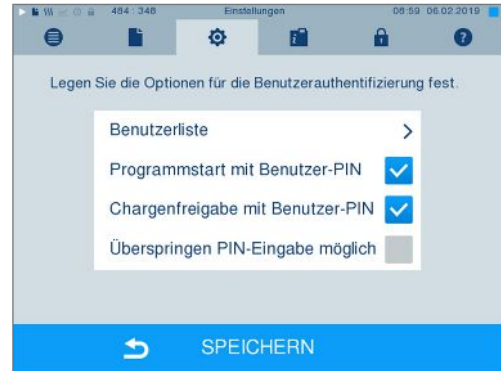 484 : 348 Einstellungen 08:59 06.02.2019
Legen Sie die Optionen für die Benutzerauthentifizierung fest.
Benutzerliste
Programmstart mit Benutzer-PIN
Chargenfreigabe mit Benutzer-PIN
Überspringen PIN-Eingabe möglich
SPEICHERN